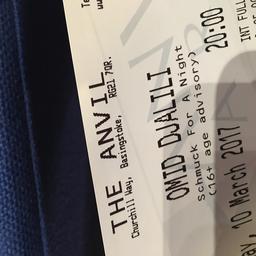 THE ANVIL
Churchill Way, Basingstoke, RG21 7QR.
OMID DJALILI
Schmuck For A Night
(16+ age advisory)
20:00
10 March 2017
INT FULL